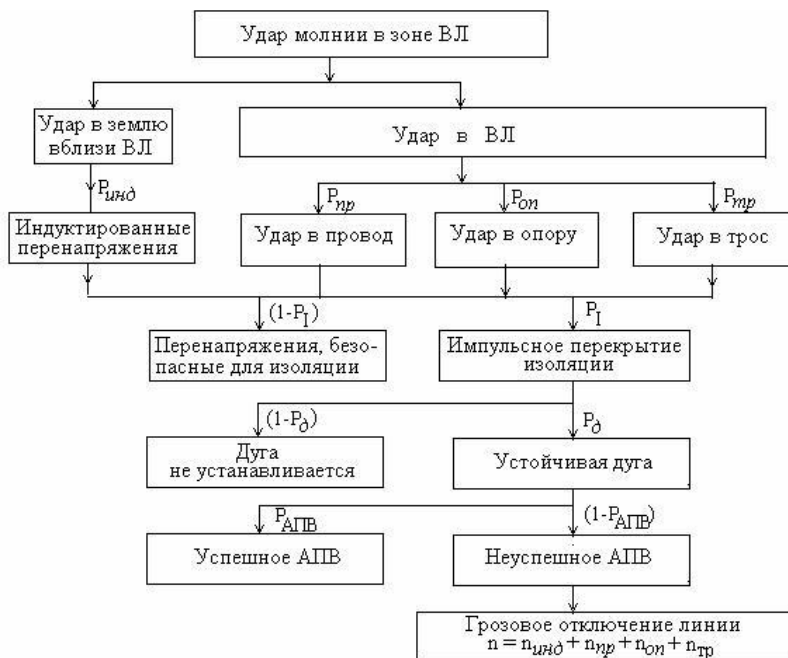 Удар молнии в зоне ВЛ
Удар в землю
вблизи ВЛ
Удар в ВЛ
Pинд
Pпр
Pоп
Pтр
Индуктированные
перенапряжения
Удар в провод
Удар в опору
Удар в трос
(1-PI)
PI
Перенапряжения, безо-
пасные для изоляции
Импульсное перекрытие
изоляции
(1-Pд)
Pд
Дуга
не устанавливается
Устойчивая дуга
PАПВ
(1-PАПВ)
Успешное АПВ
Неуспешное АПВ
Грозовое отключение линии
n = nинд + nпр + nоп + nтр